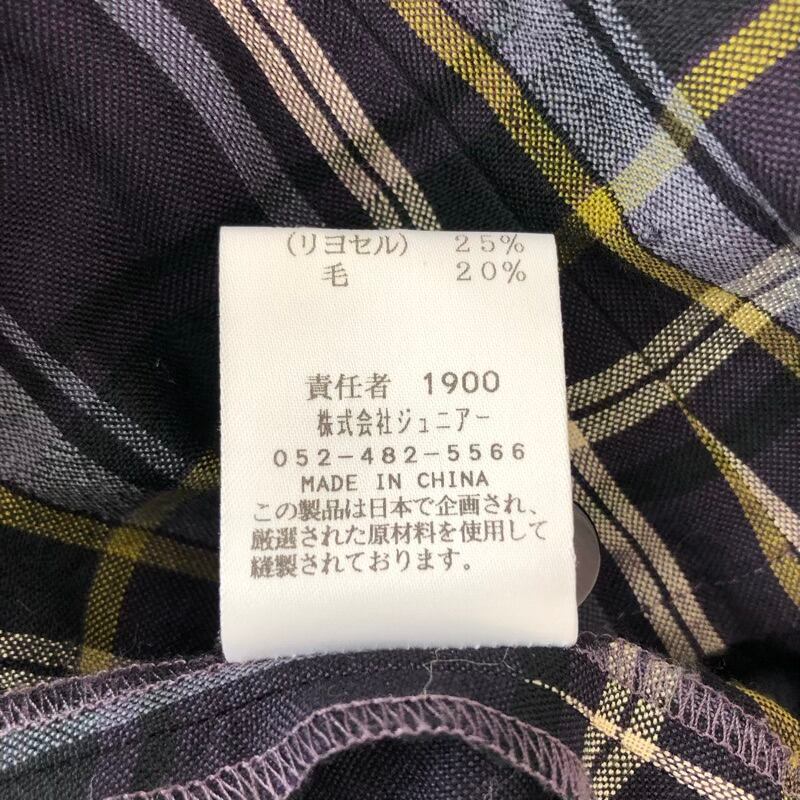 (リヨセル) 25%
毛 20%
責任者 1900
株式会社ジュニアー
052-482-5566
MADE IN CHINA
この製品は日本で企画され、
厳選された原材料を使用して
縫製されております。